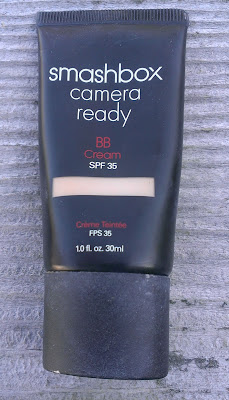 smashbox
camera
ready
BB
Cream
SPF 35
Crème Teintée
FPS 35
1.0 fl. oz. 30ml